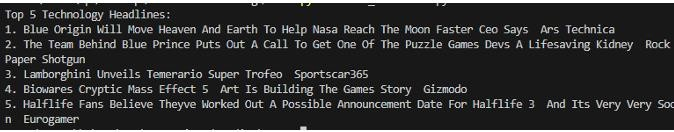 Top 5 Technology Headlines:
1. Blue Origin Will Move Heaven And Earth To Help Nasa Reach The Moon Faster Ceo Says  Ars Technica
2. The Team Behind Blue Prince Puts Out A Call To Get One Of The Puzzle Games Devs A Lifesaving Kidney  Rock
Paper Shotgun
3. Lamborghini Unveils Temerario Super Trofeo  Sportscar365
4. Biowares Cryptic Mass Effect 5  Art Is Building The Games Story  Gizmodo
5. Halflife Fans Believe Theyve Worked Out A Possible Announcement Date For Halflife 3  And Its Very Very Soo
n  Eurogamer